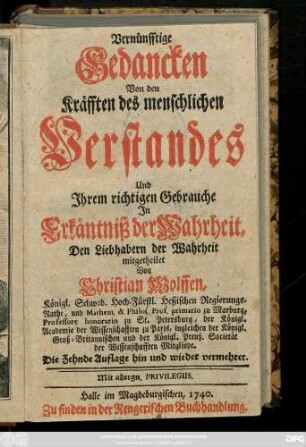 Vernünfftige
Gedancken
Von den
Kräfften des menschlichen
Verstandes
Und
Ihrem richtigen Gebrauche
In
Erkäntniß der Wahrheit,
Den Liebhabern der Wahrheit
mitgetheilet
Von
Christian Wolffen,
Königl. Schwed. Hoch-Fürstl. Heßischen Regierungs-
Rathe, und Mathem. & Philos. Prof. primario zu Marburg,
Professore honorario zu St. Petersburg, der Königl.
Academie der Wissenschafften zu Paris, ingleichen der Königl.
Groß-Britannischen und der Königl. Preuß. Societät
der Wissenschafften Mitgliede.
Die Zehnde Auflage hin und wieder vermehret.
Mit allergn. PRIVILEGIIS.
Halle im Magdeburgischen, 1740.
Zu finden in der Rengerischen Buchhandlung.